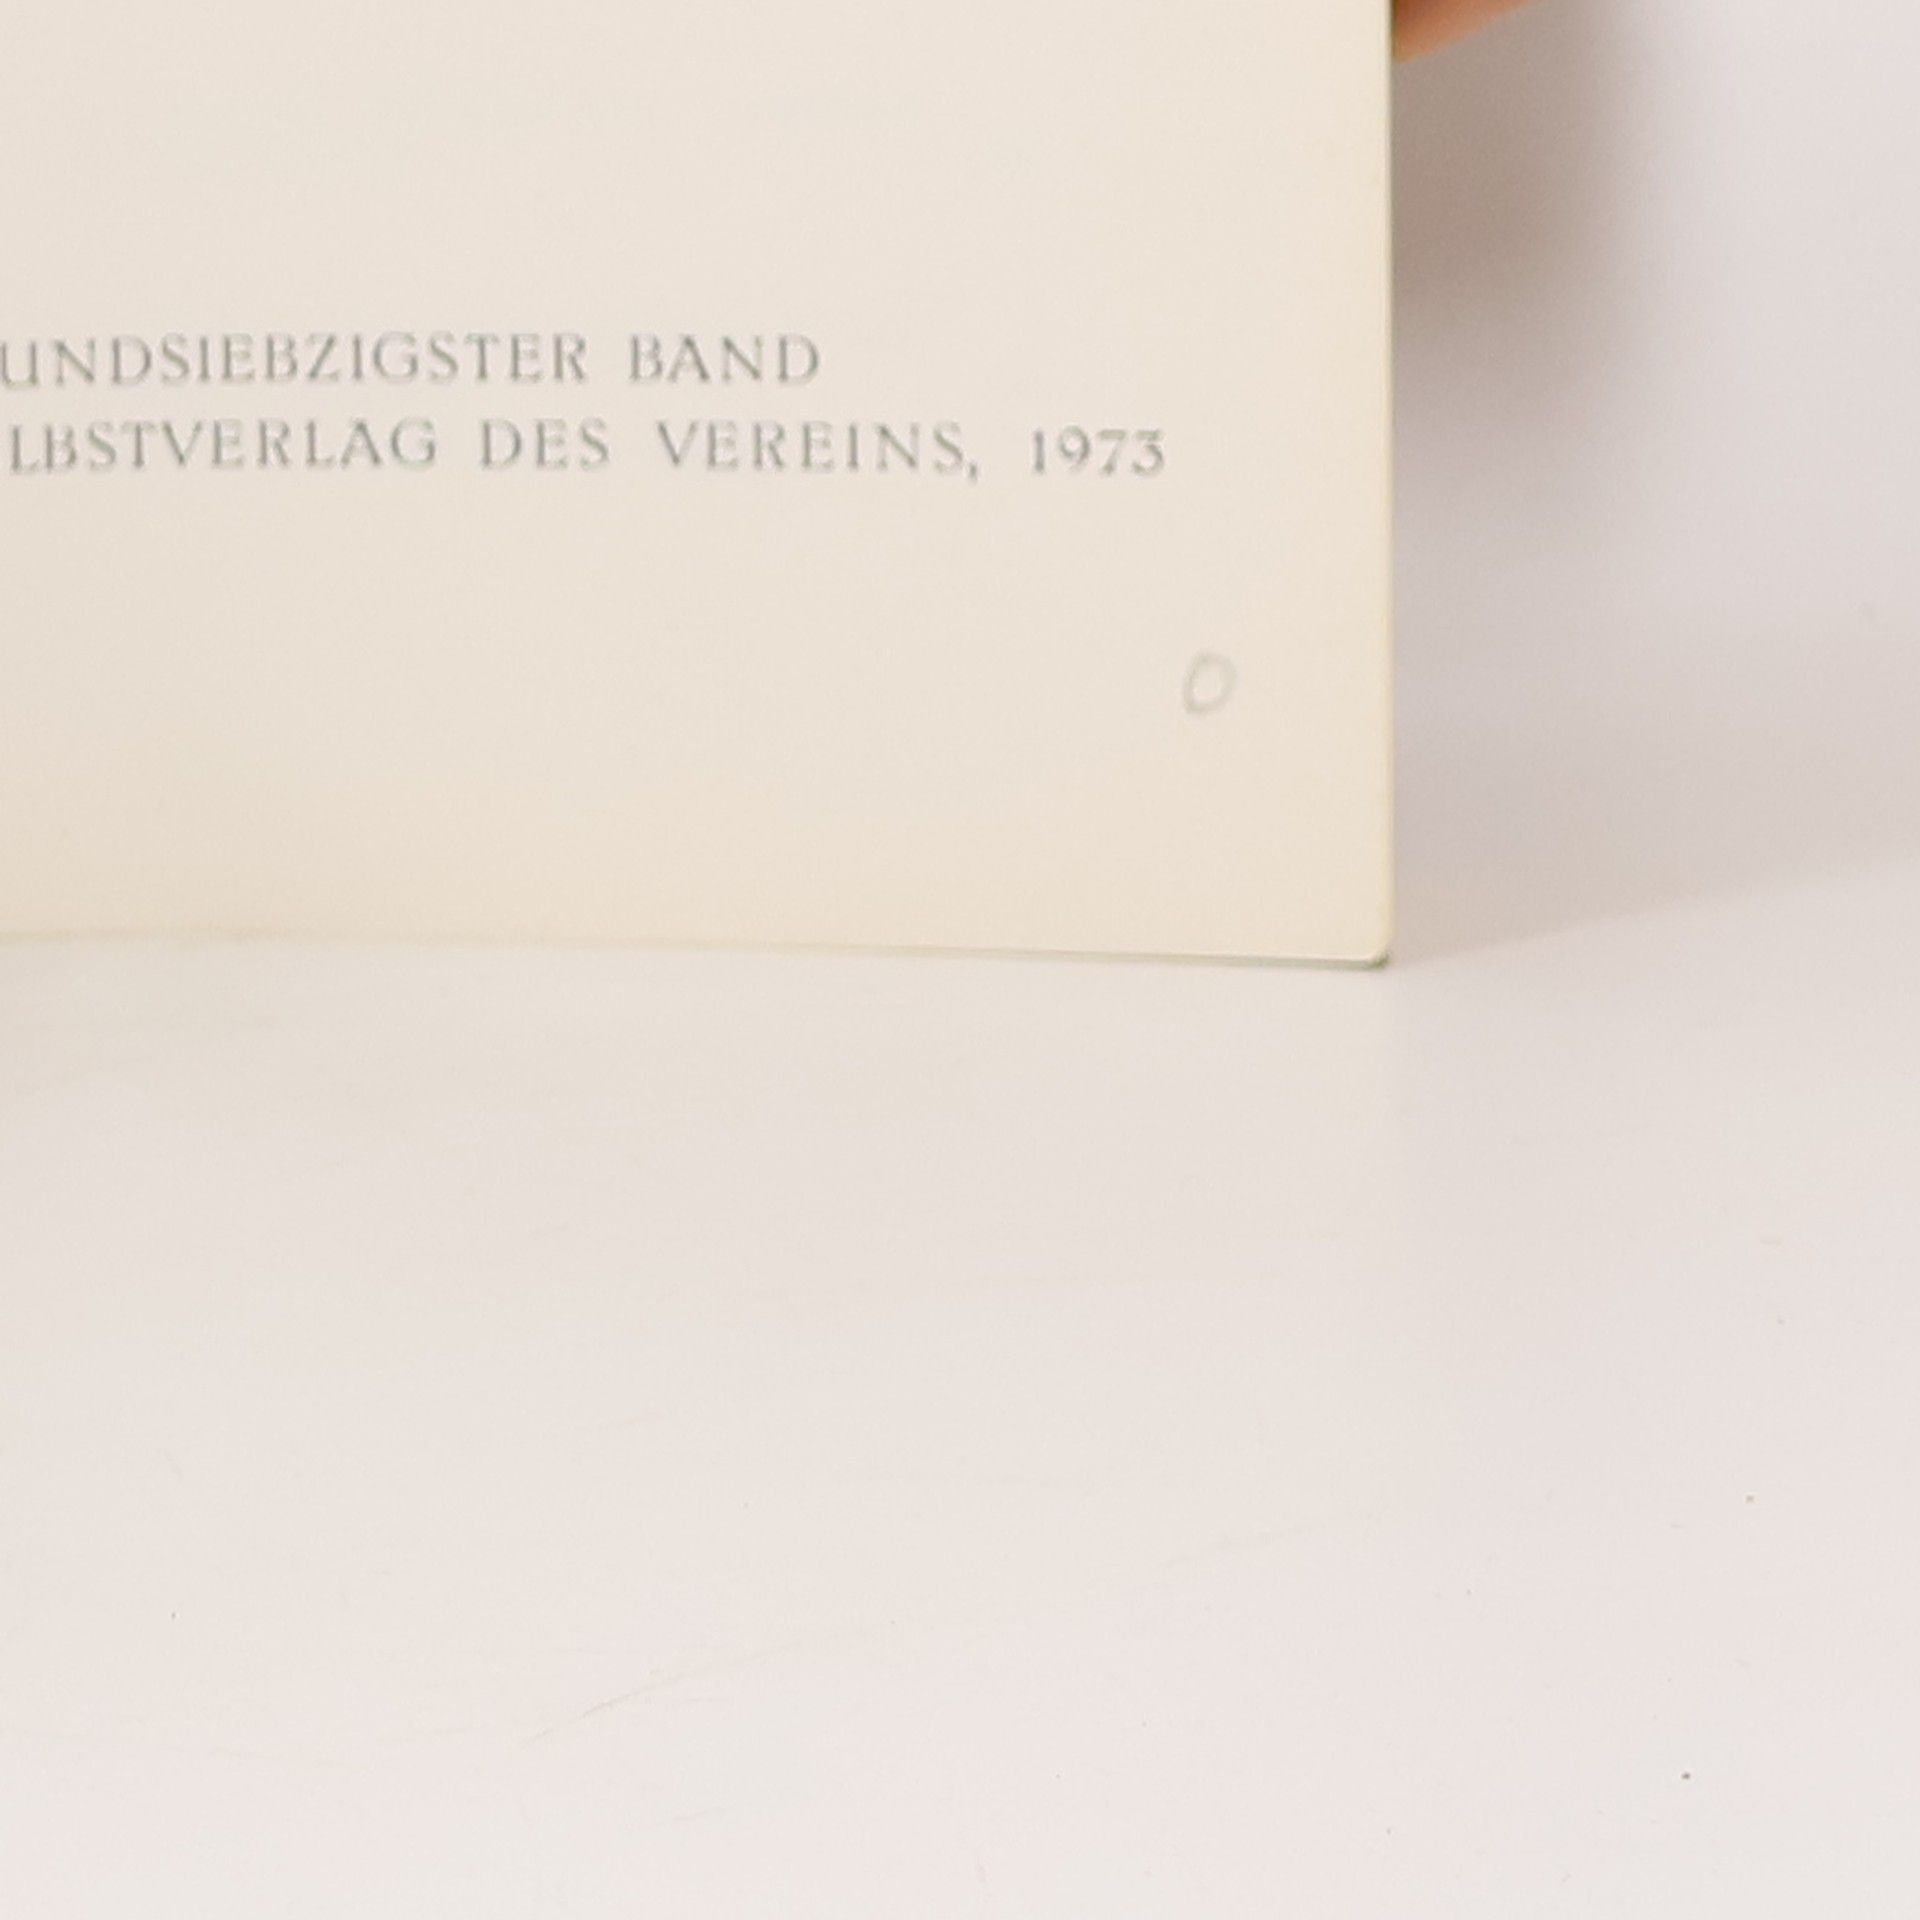 UNDSIEBZIGSTER BAND
LBSTVERLAG DES VEREINS, 1973